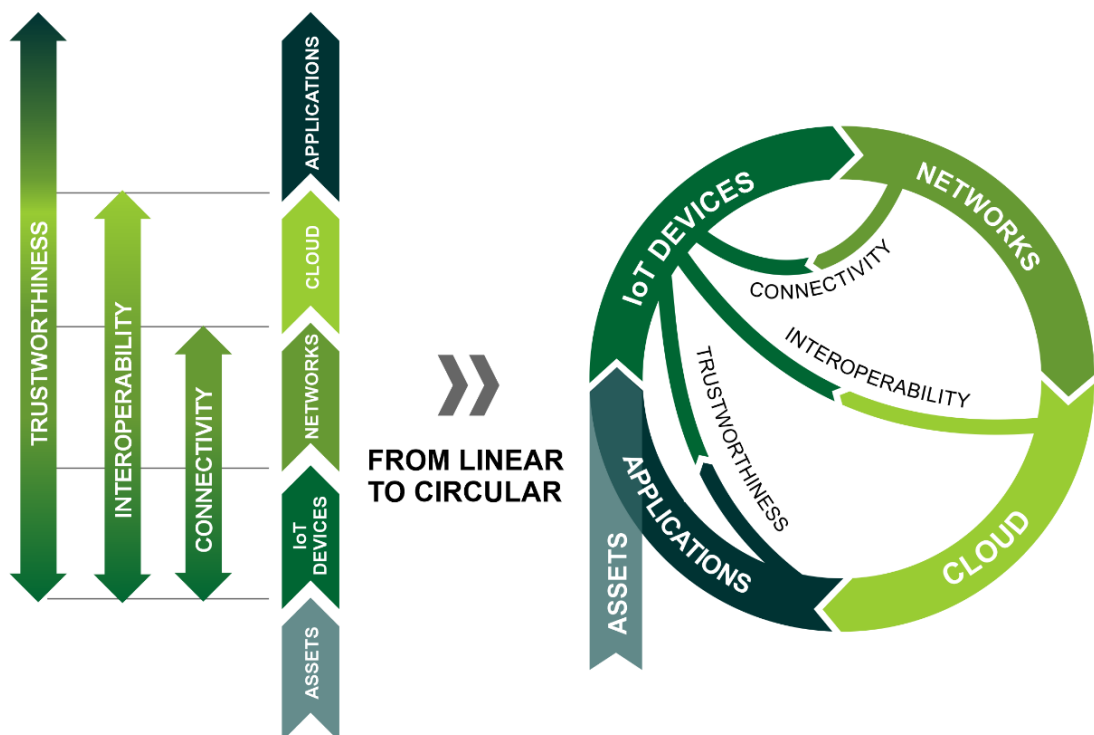 TRUSTWORTHINESS
INTEROPERABILITY
CONNECTIVITY
APPLICATIONS
CLOUD
NETWORKS
IoT
DEVICES
ASSETS
FROM LINEAR
TO CIRCULAR
IoT DEVICES
NETWORKS
CLOUD
APPLICATIONS
ASSETS
CONNECTIVITY
INTEROPERABILITY
TRUSTWORTHINESS